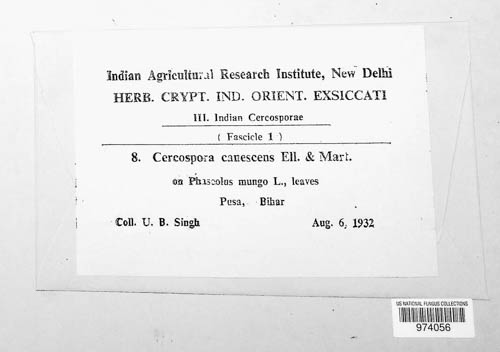 Indian Agricultural Research Institute, New Delhi
HERB. CRYPT. IND. ORIENT. EXSICCATI
III. Indian Cercosporae
( Fascicle 1 )
8. Cercospora canescens Ell. & Mart.
on Phaseolus mungo L., leaves
Pusa, Bihar
Coll. U. B. Singh Aug. 6, 1932
US NATIONAL FUNGUS COLLECTIONS
974056